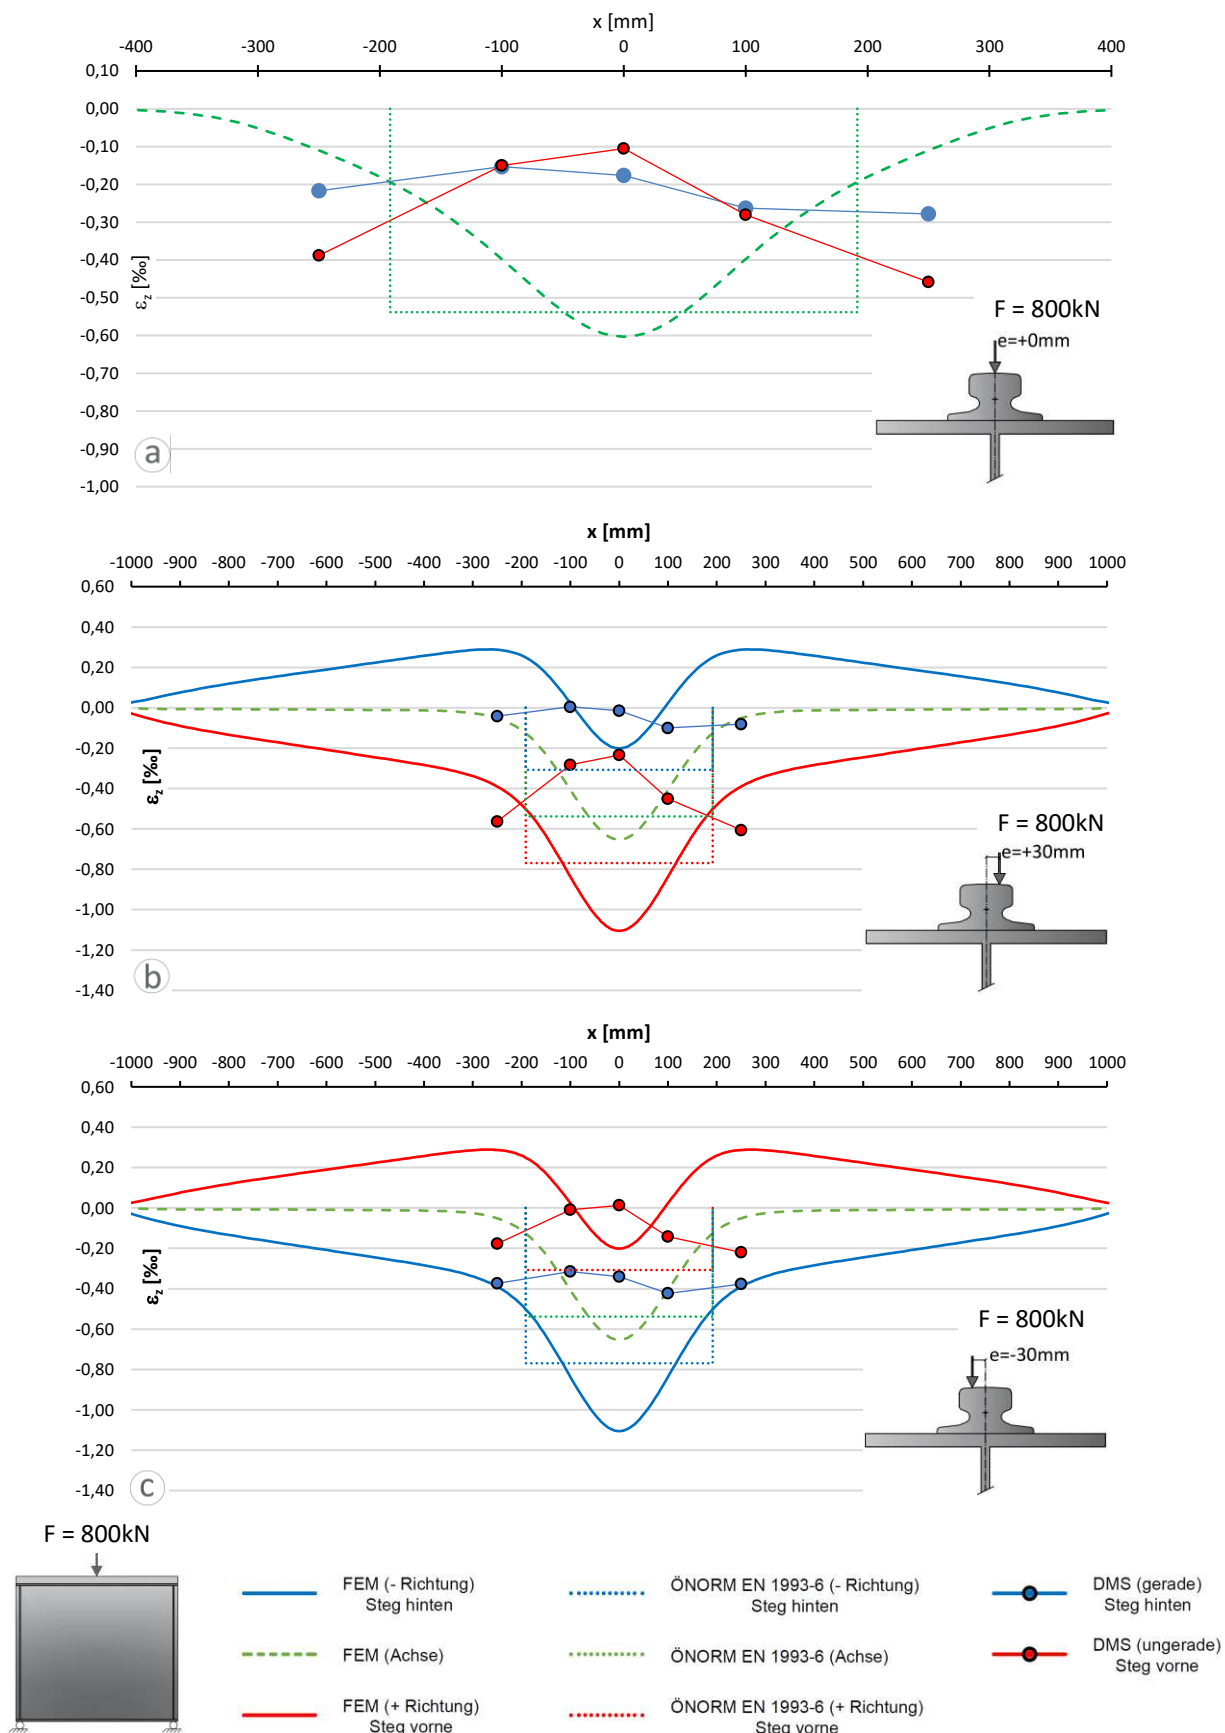 x [mm]
-400 -300 -200 -100 0 100 200 300 400
0,10
0,00
-0,10
-0,20
-0,30
-0,40
-0,50
-0,60
-0,70
-0,80
-0,90
-1,00
εz [‰]
F = 800kN
e=+0mm
a
x [mm]
-1000 -900 -800 -700 -600 -500 -400 -300 -200 -100 0 100 200 300 400 500 600 700 800 900 1000
0,60
0,40
0,20
0,00
-0,20
-0,40
-0,60
-0,80
-1,00
-1,20
-1,40
εz [‰]
F = 800kN
e=+30mm
b
x [mm]
-1000 -900 -800 -700 -600 -500 -400 -300 -200 -100 0 100 200 300 400 500 600 700 800 900 1000
0,60
0,40
0,20
0,00
-0,20
-0,40
-0,60
-0,80
-1,00
-1,20
-1,40
εz [‰]
F = 800kN
e=-30mm
c
F = 800kN
FEM (- Richtung)
Steg hinten
ÖNORM EN 1993-6 (- Richtung)
Steg hinten
DMS (gerade)
Steg hinten
FEM (Achse)
ÖNORM EN 1993-6 (Achse)
DMS (ungerade)
Steg vorne
FEM (+ Richtung)
Steg vorne
ÖNORM EN 1993-6 (+ Richtung)
Steg vorne